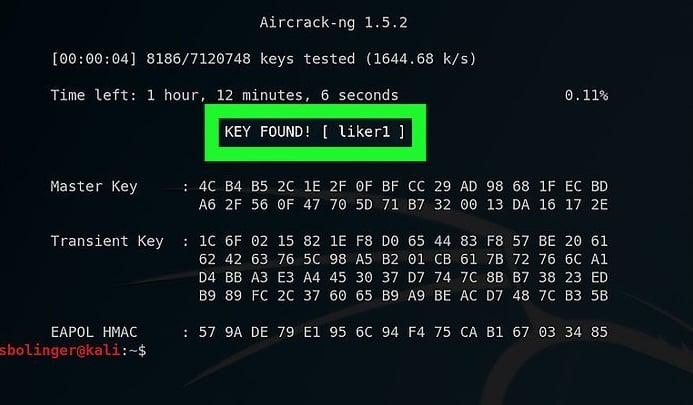 Aircrack-ng 1.5.2
[00:00:04] 8186/7120748 keys tested (1644.68 k/s)
Time left: 1 hour, 12 minutes, 6 seconds 0.11%
KEY FOUND! [ liker1 ]
Master Key : 4C B4 B5 2C 1E 2F 0F BF CC 29 AD 98 68 1F EC BD
A6 2F 56 0F 47 70 5D 71 B7 32 00 13 DA 16 17 2E
Transient Key : 1C 6F 02 15 82 1E F8 D0 65 44 83 F8 57 BE 20 61
62 42 63 76 5C 98 A5 B2 01 CB 61 7B 72 76 6C A1
D4 BB A3 E3 A4 45 30 37 D7 74 7C 8B B7 38 23 ED
B9 89 FC 2C 37 60 65 B9 A9 BE AC D7 48 7C B3 5B
EAPOL HMAC : 57 9A DE 79 E1 95 6C 94 F4 75 CA B1 67 03 34 85
sbolinger@kali:~$